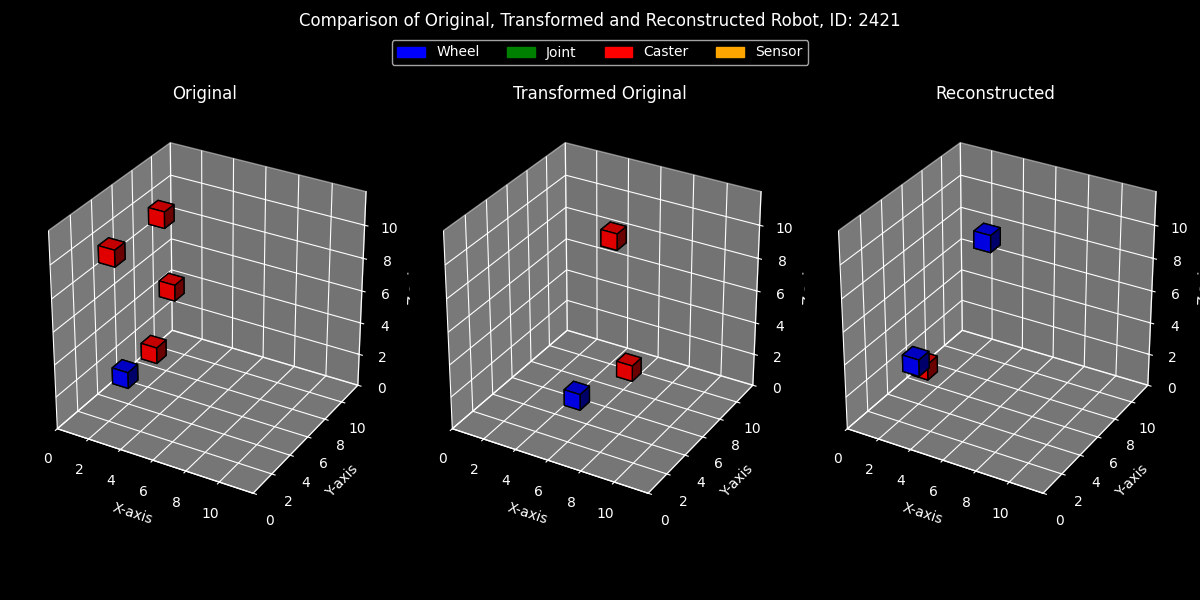 Comparison of Original, Transformed and Reconstructed Robot, ID: 2421
Wheel Joint Caster Sensor
Original Transformed Original Reconstructed
10 10 10
8 8 8
6 6 6
4 4 4
2 2 2
0 0 0
0 2 4 6 8 10
X-axis
0 2 4 6 8 10
Y-axis
0 2 4 6 8 10
X-axis
0 2 4 6 8 10
Y-axis
0 2 4 6 8 10
X-axis
0 2 4 6 8 10
Y-axis